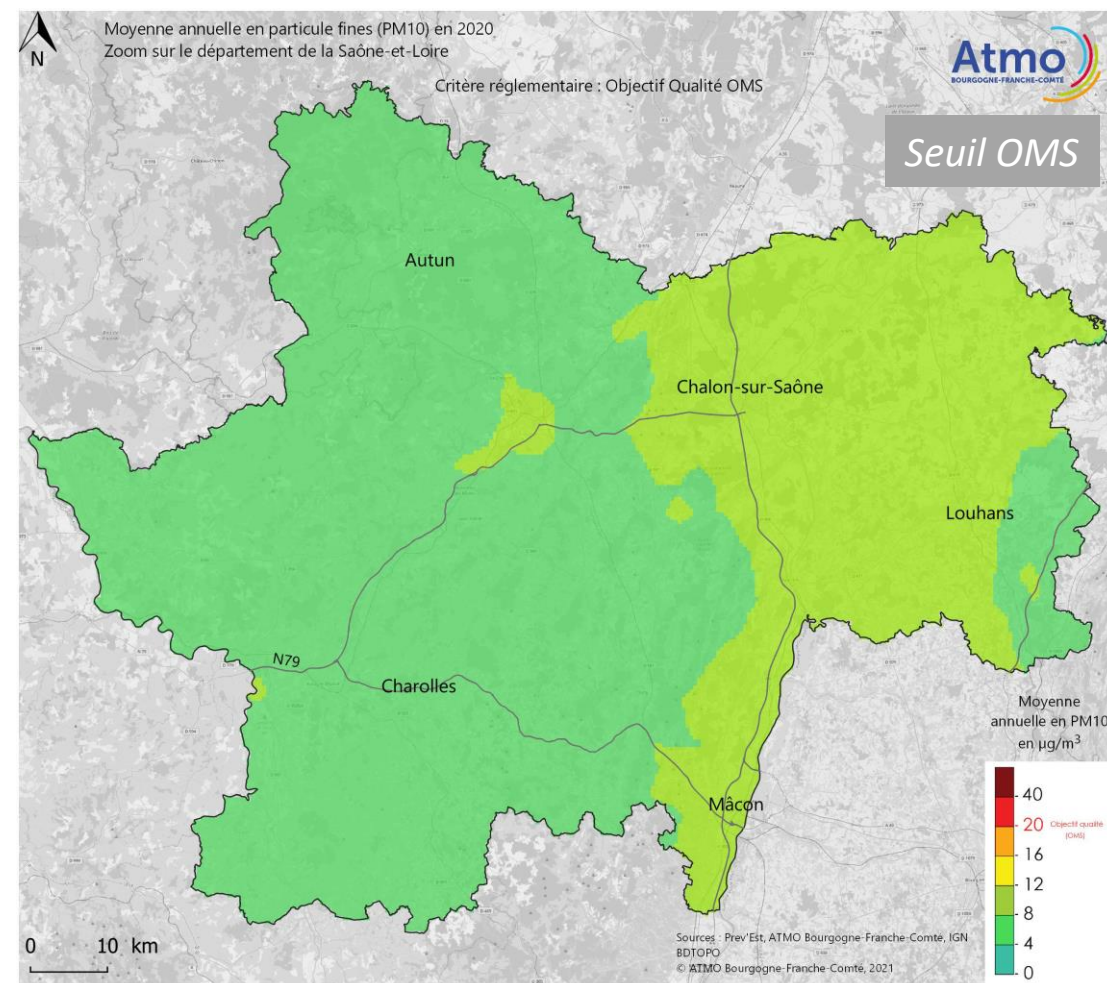 Moyenne annuelle en particule fines (PM10) en 2020
Zoom sur le département de la Saône-et-Loire
N
Critère réglementaire : Objectif Qualité OMS
Atmo
BOURGOGNE-FRANCHE-COMTÉ
Seuil OMS
Autun
Chalon-sur-Saône
Louhans
N79
Charolles
Mâcon
Moyenne
annuelle en PM10
en µg/m³
40
20 Objectif qualité
(OMS)
16
12
8
4
0
0 10 km
Sources : Prev'Est, ATMO Bourgogne-Franche-Comté, IGN
BDTOPO
© ATMO Bourgogne-Franche-Comté, 2021